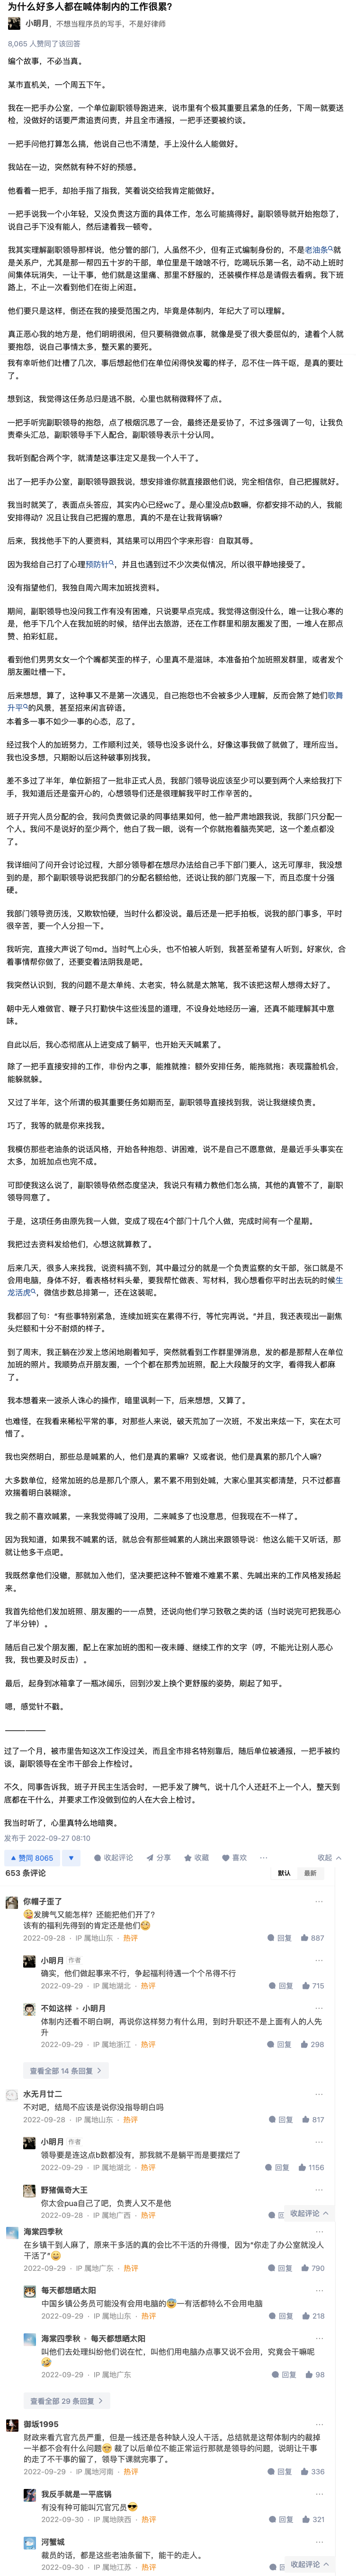 为什么好多人都在喊体制内的工作很累?
小明月，不想当程序员的写手，不是好律师
8,065 人赞同了该回答
编个故事，不必当真。
某市直机关，一个周五下午。
我在一把手办公室，一个单位副职领导跑进来，说市里有个极其重要且紧急的任务，下周一就要送
检，没做好的话要严肃追责问责，并且全市通报，一把手还要被约谈。
一把手问他打算怎么搞，他说自己也不清楚，手上没什么人能做好。
我站在一边，突然就有种不好的预感。
他看着一把手，却抬手指了指我，笑着说交给我肯定能做好。
一把手说我一个小年轻，又没负责这方面的具体工作，怎么可能搞得好。副职领导就开始抱怨了，
说自己手下没有能人，然后逮着我一顿夸。
我其实理解副职领导那样说，他分管的部门，人虽然不少，但有正式编制身份的，不是老油条就
是关系户，尤其是那一帮四五十岁的干部，单位里是干啥啥不行，吃喝玩乐第一名，动不动上班时
间集体玩消失，一让干事，他们就是这里痛、那里不舒服的，还装模作样总是请假去看病。我下班
路上，不止一次看到他们在街上闲逛。
他们要只是这样，倒还在我的接受范围之内，毕竟是体制内，年纪大了可以理解。
真正恶心我的地方是，他们明明很闲，但只要稍微做点事，就像是受了很大委屈似的，逮着个人就
要抱怨，说自己事情太多，整天累的要死。
我有幸听他们吐槽了几次，事后想起他们在单位闲得快发霉的样子，忍不住一阵干呕，是真的要吐
了。
想到这，我觉得这任务总归是逃不脱，心里也就稍微释怀了点。
一把手听完副职领导的抱怨，点了根烟沉思了一会，最终还是妥协了，不过多强调了一句，让我负
责牵头汇总，副职领导手下人配合，副职领导表示十分认同。
我听到配合两个字，就清楚这事注定又是我一个人干了。
出了一把手办公室，副职领导跟我说，想安排谁你就直接跟他们说，完全相信你，自己把握就好。
我当时就笑了，表面点头答应，其实内心已经wc了。是心里没点b数嘛，你都安排不动的人，我能
安排得动？况且让我自己把握的意思，真的不是在让我背锅嘛？
后来，我找他手下的人要资料，其结果可以用四个字来形容：自取其辱。
因为我给自己打了心理预防针，并且也遇到过不少次类似情况，所以很平静地接受了。
没有指望他们，我独自周六周末加班找资料。
期间，副职领导也没问我工作有没有困难，只说要早点完成。我觉得这倒没什么，唯一让我心寒的
是，他手下几个人在我加班的时候，结伴出去旅游，还在工作群里和朋友圈发了图，一堆人在那点
赞、拍彩虹屁。
看到他们男男女女一个个嘴都笑歪的样子，心里真不是滋味，本准备拍个加班照发群里，或者发个
朋友圈吐槽一下。
后来想想，算了，这种事又不是第一次遇见，自己抱怨也不会被多少人理解，反而会煞了她们歌舞
升平的风景，甚至招来闲言碎语。
本着多一事不如少一事的心态，忍了。
经过我个人的加班努力，工作顺利过关，领导也没多说什么，好像这事我做了就做了，理所应当。
我也没多想，只期盼以后这种破事别找我。
差不多过了半年，单位新招了一批非正式人员，我部门领导说应该至少可以要到两个人来给我打下
手，我知道后还是蛮开心的，心想领导们还是很理解我平时工作辛苦的。
班子开完人员分配的会，我问负责做记录的同事结果如何，他一脸严肃地跟我说，我部门只分配一
个人。我问不是说好的至少两个，他白了我一眼，说有一个你就抱着脑壳笑吧，这一个差点都没
了。
我详细问了问开会讨论过程，大部分领导都在想尽办法给自己手下部门要人，这无可厚非，我没想
到的是，那个副职领导把我部门的分配名额给他，还说让我的部门克服一下，而且态度十分强
硬。
我部门领导资历浅，又欺软怕硬，当时什么都没说。最后还是一把手拍板，说我的部门事多，平时
很辛苦，要一个人分担一下。
我听完，直接大声说了句md。当时气上心头，也不怕被人听到，我甚至希望有人听到。好家伙，合
着事情帮你做了，还要变着法阴我是吧。
我突然认识到，我的问题不是太单纯、太老实，特么就是太煞笔，我不该把这帮人想得太好了。
朝中无人难做官、鞭子只打勤快牛这些浅显的道理，不设身处地经历一遍，还真不能理解其中意
味。
自此以后，我心态彻底从上进变成了躺平，也开始天天喊累了。
除了一把手直接安排的工作，非份内之事，能推就推；额外安排任务，能拖就拖；表现露脸机会，
能躲就躲。
又过了半年，这个所谓的极其重要任务如期而至，副职领导直接找到我，说让我继续负责。
巧了，我等的就是你来找我。
我模仿那些老油条的说话风格，开始各种抱怨、讲困难，说不是自己不愿意做，是最近手头事实在
太多，加班加点也完不成。
可即使我这么说了，副职领导依然态度坚决，我说只有精力教他们怎么搞，其他的真管不了，副职
领导同意了。
于是，这项任务由原先我一人做，变成了现在4个部门十几个人做，完成时间有一个星期。
我把过去资料发给他们，心想这就算教了。
后来几天，很多人来找我，说资料搞不到，其中最过分的就是一个负责监察的女干部，张口就是不
会用电脑，身体不好，看表格材料头晕，要我帮忙做表、写材料，我心想看你平时出去玩的时候生
龙活虎，微信步数总排第一，还在这装呢。
我都回了句：“有些事特别紧急，连续加班实在累得不行，等忙完再说。”并且，我还表现出一副焦
头烂额和十分不耐烦的样子。
到了周末，我正躺在沙发上悠闲地刷着知乎，突然就看到工作群里弹消息，发的都是那帮人在单位
加班的照片。我顺势点开朋友圈，一个个都在那秀加班照，配上大段酸牙的文字，看得我人都麻
了。
我本想着来一波杀人诛心的操作，暗里讽刺一下，后来想想，又算了。
也难怪，在我看来稀松平常的事，对那些人来说，破天荒加了一次班，不发出来炫一下，实在太可
惜了。
我也突然明白，那些总是喊累的人，他们是真的累嘛？又或者说，他们是真累的那几个人嘛？
大多数单位，经常加班的总是那几个原人，累不累不用到处喊，大家心里其实都清楚，只不过都喜
欢揣着明白装糊涂。
我之前不喜欢喊累，一来我觉得喊了没用，二来喊多了也没意思，但我现在不一样了。
因为我知道，如果我不喊累的话，就总会有那些喊累的人跳出来跟领导说：他这么能干又听话，那
就让他多干点吧。
我既然拿他们没辙，那就加入他们，坚决要把这种不管难不难累不累、先喊出来的工作风格发扬起
来。
我首先给他们发加班照、朋友圈的一一点赞，还说向他们学习致敬之类的话（当时说完可把我恶心
了半分钟）。
随后自己发个朋友圈，配上在家加班的图和一夜未睡、继续工作的文字（哼，不能光让别人恶心
我，我也要及时反击）。
最后，起身到冰箱拿了一瓶冰阔乐，回到沙发上换个更舒服的姿势，刷起了知乎。
嗯，感觉针不戳。
————
过了一个月，被市里告知这次工作没过关，而且全市排名特别靠后，随后单位被通报，一把手被约
谈，副职领导在全市干部会上作检讨。
不久，同事告诉我，班子开民主生活会时，一把手发了脾气，说十几个人还赶不上一个人，整天到
底都在干什么，并要求工作没做到位的人在大会上检讨。
我当时听了，心里真特么地暗爽。
发布于 2022-09-27 08:10
赞同 8065 收起评论 分享 收藏 喜欢 ··· 收起
653 条评论 默认 最新
你帽子歪了 ···
😏发脾气又能怎样？还能把他们开了？
该有的福利先得到的肯定还是他们😏
2022-09-28 · IP 属地山东 · 热评 回复 887
小明月 作者 ···
确实，他们做起事来不行，争起福利待遇一个个吊得不行
2022-09-29 · IP 属地湖北 · 热评 回复 715
不如这样 ▸ 小明月 ···
体制内还看不明白啊，再说你这样努力有什么用，到时升职还不是上面有人的人先
升
2022-09-29 · IP 属地浙江 · 热评 回复 298
查看全部 14 条回复 >
水无月廿二 ···
不对吧，结局不应该是说你没指导明白吗
2022-09-28 · IP 属地山东 · 热评 回复 817
小明月 作者 ···
领导要是连这点b数都没有，那我就不是躺平而是要摆烂了
2022-09-29 · IP 属地湖北 · 热评 回复 1156
野猪佩奇大王 ···
你太会pua自己了吧，负责人又不是他
2022-09-28 · IP 属地广西 · 热评 收起评论
海棠四季秋 ···
在乡镇干到人麻了，原来干多活的真的会比不干活的升得慢，因为“你走了办公室就没人
干活了”😅
2022-09-29 · IP 属地广东 · 热评 回复 790
每天都想晒太阳 ···
中国乡镇公务员可能没有会用电脑的😇一有活都特么不会用电脑
2022-09-29 · IP 属地山东 · 热评 回复 218
海棠四季秋 ▸ 每天都想晒太阳 ···
叫他们去处理纠纷他们说在忙，叫他们用电脑办点事又说不会用，究竟会干嘛呢
🤣
2022-09-29 · IP 属地广东 回复 98
查看全部 29 条回复 >
御坂1995 ···
财政来看亢官亢员严重，但是一线还是各种缺人没人干活。总结就是这帮体制内的裁掉
一半都不会有什么问题😁 裁了以后单位不能正常运行那就是领导的问题，说明让干事
的走了不干事的留了，领导下课就完事了。
2022-09-29 · IP 属地河南 · 热评 回复 336
我反手就是一平底锅 ···
有没有种可能叫冗官冗员😎
2022-09-30 · IP 属地陕西 · 热评 回复 321
河蟹城 ···
裁员的话，都是这些老油条留下，能干的走人。
2022-09-30 · IP 属地江苏 · 热评 收起评论